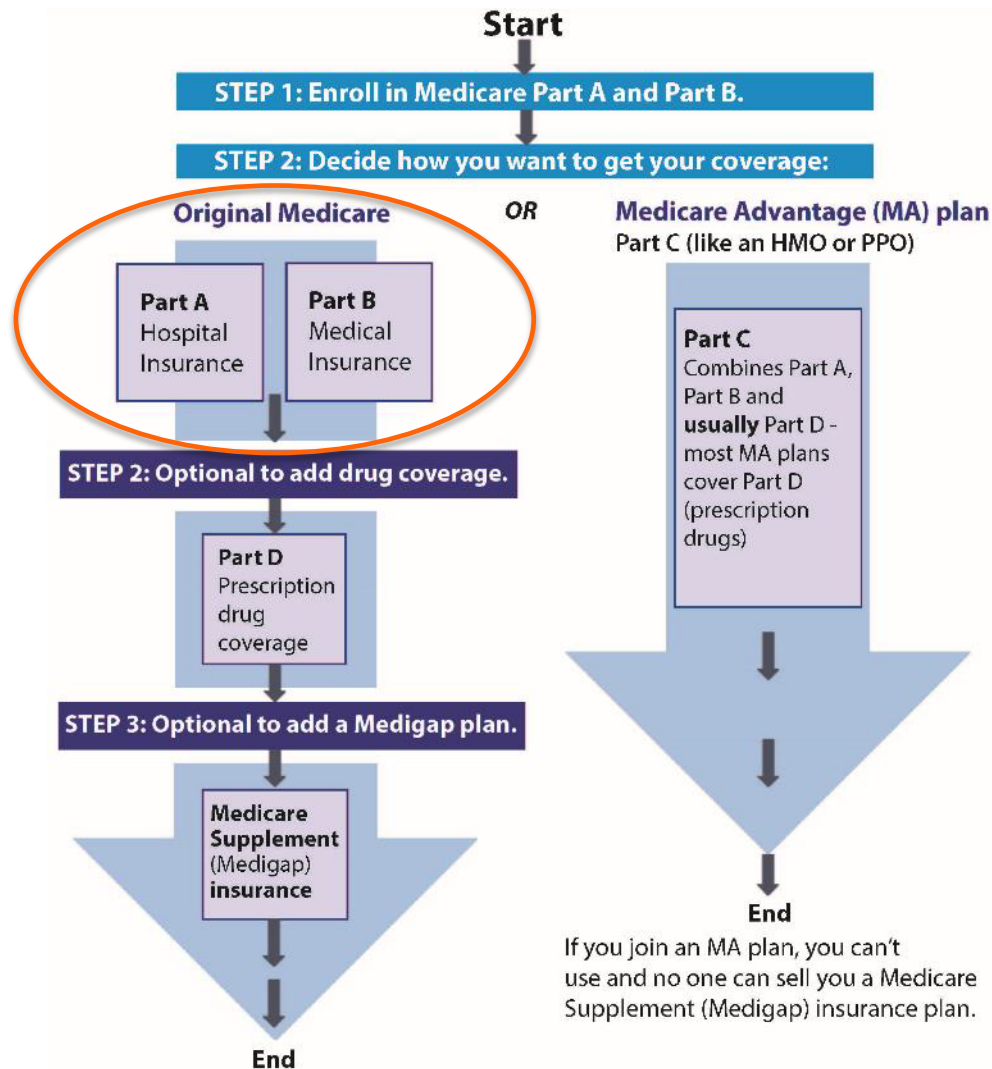 Start
STEP 1: Enroll in Medicare Part A and Part B.
STEP 2: Decide how you want to get your coverage:
Original Medicare
OR
Medicare Advantage (MA) plan
Part C (like an HMO or PPO)
Part A
Hospital
Insurance
Part B
Medical
Insurance
STEP 2: Optional to add drug coverage.
Part D
Prescription
drug
coverage
STEP 3: Optional to add a Medigap plan.
Medicare
Supplement
(Medigap)
insurance
End
Part C
Combines Part A,
Part B and
usually Part D -
most MA plans
cover Part D
(prescription
drugs)
End
If you join an MA plan, you can't
use and no one can sell you a Medicare
Supplement (Medigap) insurance plan.